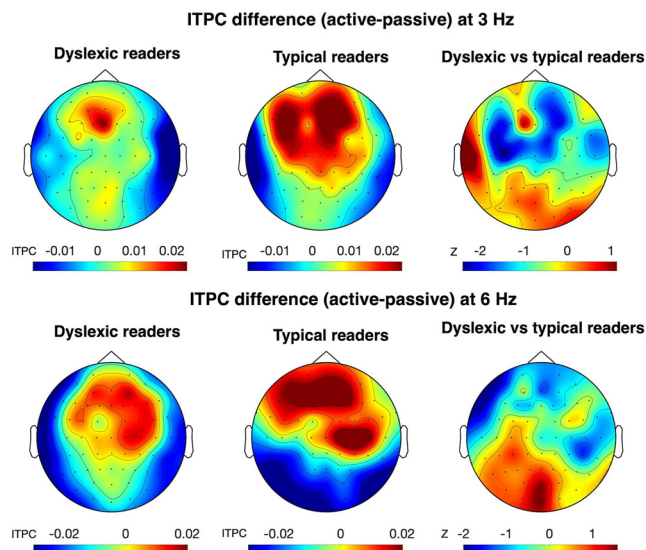 ITPC difference (active-passive) at 3 Hz
Dyslexic readers
Typical readers
Dyslexic vs typical readers
ITPC -0.01 0 0.01 0.02
ITPC -0.01 0 0.01 0.02
Z -2 -1 0 1
ITPC difference (active-passive) at 6 Hz
Dyslexic readers
Typical readers
Dyslexic vs typical readers
ITPC -0.02 0 0.02
ITPC -0.02 0 0.02
Z -2 -1 0 1